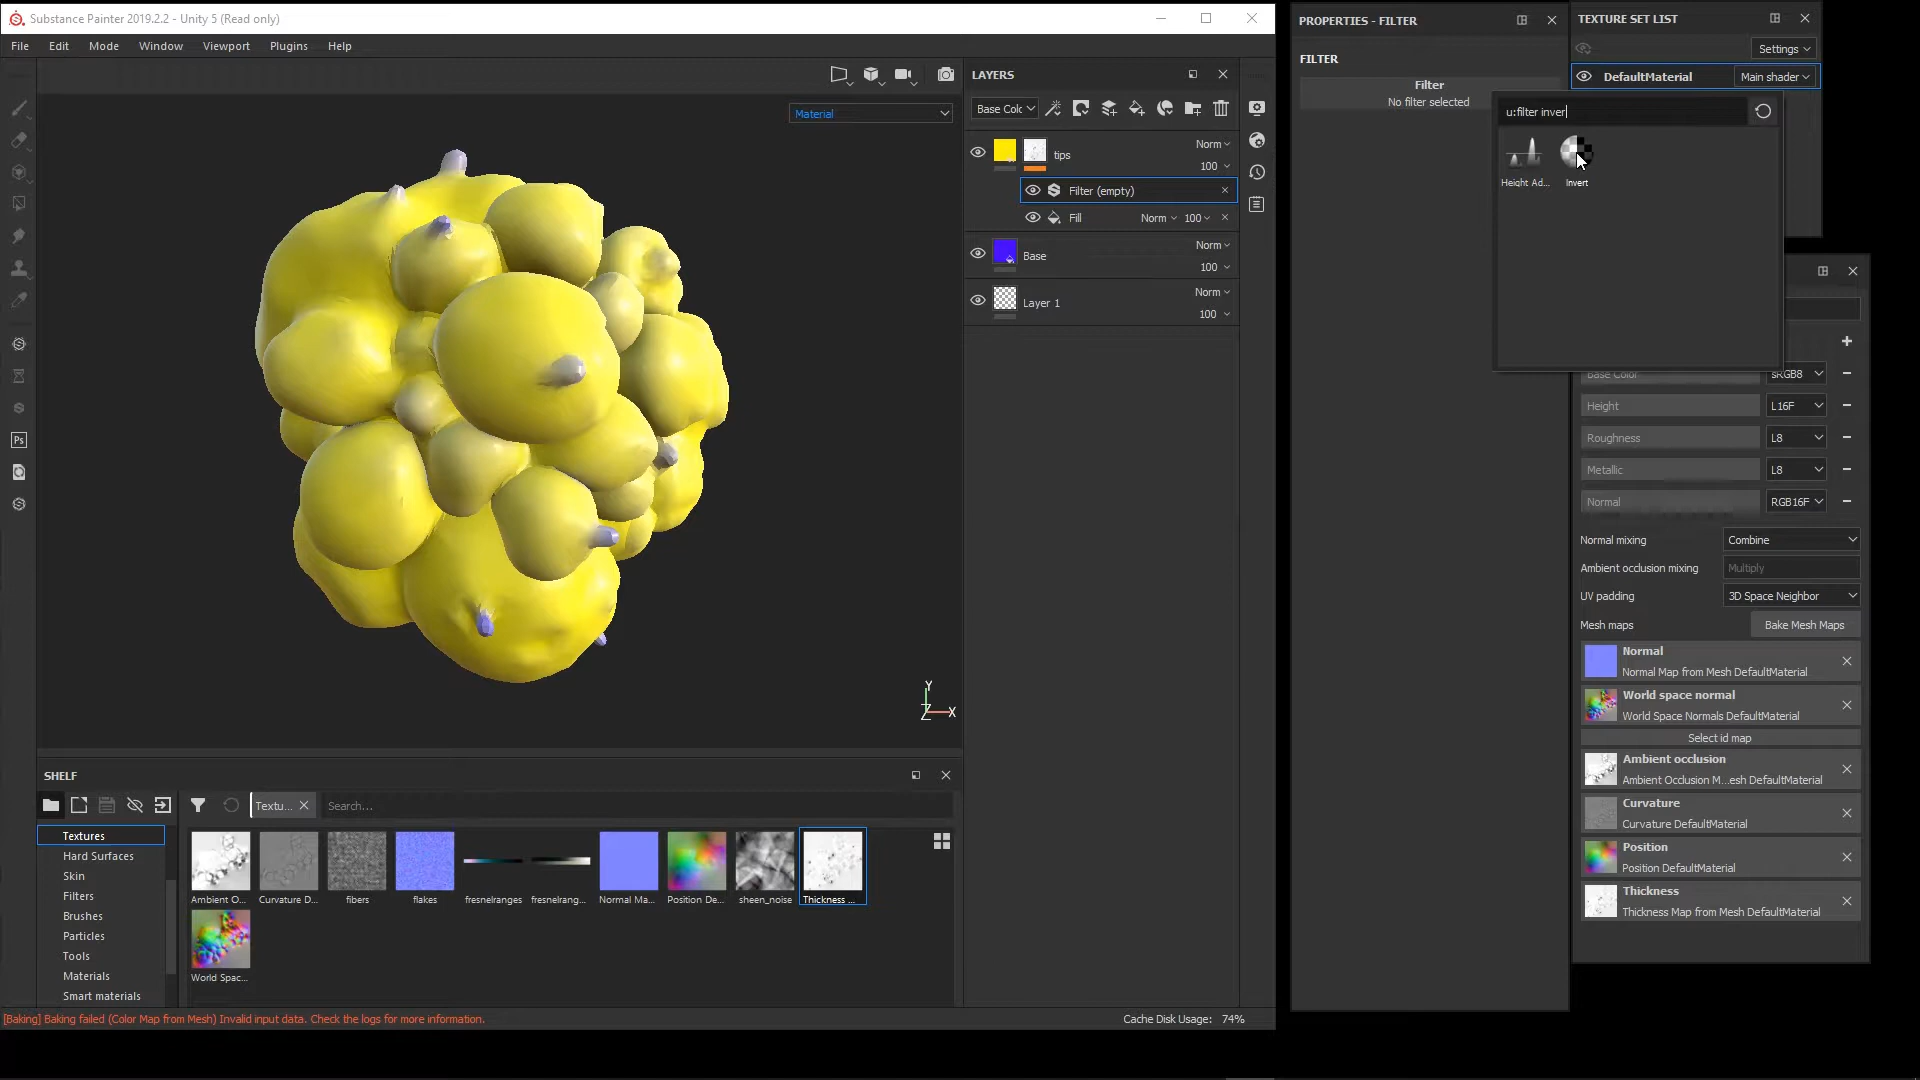 Substance Painter 2019.2.2 - Unity 5 (Read only)
File Edit Mode Window Viewport Plugins Help
Material
LAYERS
Base Colc
tips
Norm
100
Filter (empty)
Fill Norm 100
Base
Norm
100
Layer 1
Norm
100
Y
Z X
Ps
SHELF
Textu...
Search...
Textures
Hard Surfaces
Skin
Filters
Brushes
Particles
Tools
Materials
Smart materials
Ambient O... Curvature D... fibers flakes fresnelranges fresnelrang... Normal Ma... Position De... sheen_noise Thickness ...
World Spac...
[Baking] Baking failed (Color Map from Mesh) Invalid input data. Check the logs for more information.
Cache Disk Usage: 74%
PROPERTIES - FILTER
FILTER
Filter
No filter selected
TEXTURE SET LIST
Settings
DefaultMaterial Main shader
u:filter inver
Height Ad... Invert
Base Color sRGB8
Height L16F
Roughness L8
Metallic L8
Normal RGB16F
Normal mixing Combine
Ambient occlusion mixing Multiply
UV padding 3D Space Neighbor
Mesh maps Bake Mesh Maps
Normal
Normal Map from Mesh DefaultMaterial
World space normal
World Space Normals DefaultMaterial
Select id map
Ambient occlusion
Ambient Occlusion M...esh DefaultMaterial
Curvature
Curvature DefaultMaterial
Position
Position DefaultMaterial
Thickness
Thickness Map from Mesh DefaultMaterial